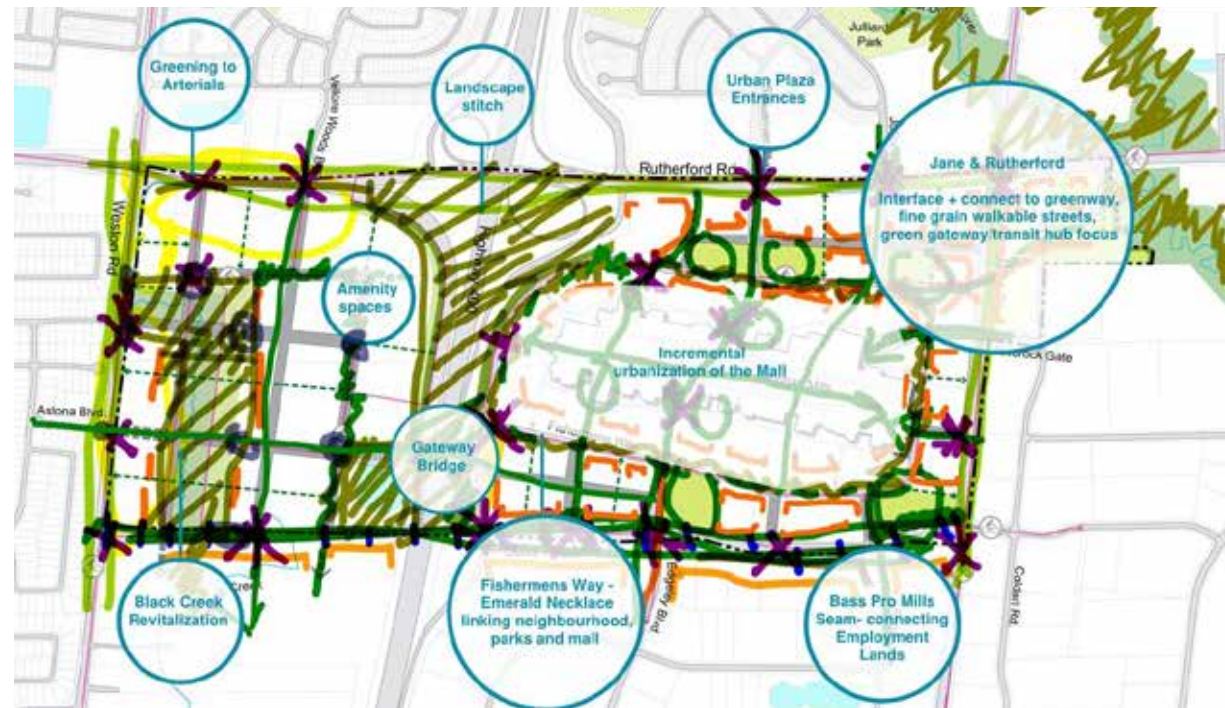 Julliard
Park
Greening to
Arterials
Landscape
stitch
Urban Plaza
Entrances
Rutherford Rd
Jane & Rutherford
Interface + connect to greenway,
fine grain walkable streets,
green gateway/transit hub focus
Weston Rd
Amenity
spaces
Incremental
urbanization of the Mall
Gateway
Bridge
Black Creek
Revitalization
Fishermens Way -
Emerald Necklace
linking neighbourhood,
parks and mall
Edgeley Blvd
Bass Pro Mills
Seam- connecting
Employment
Lands